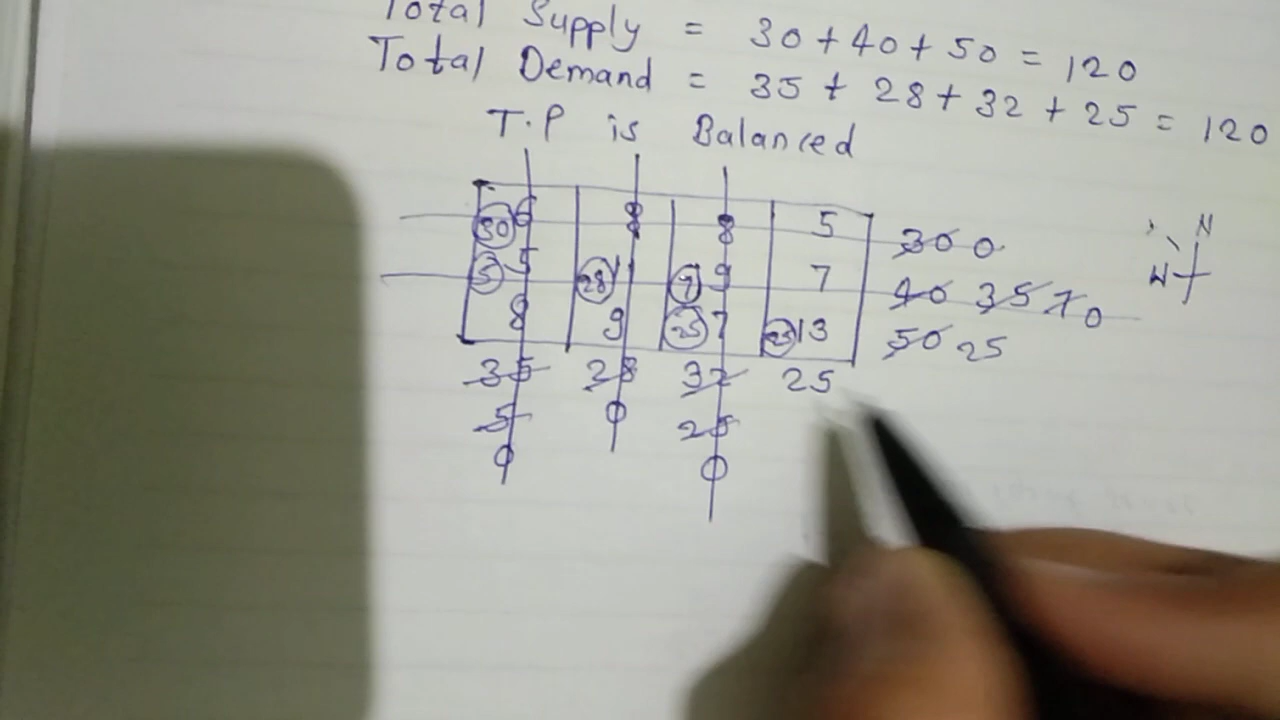 Total Supply = 30 + 40 + 50 = 120
Total Demand = 35 + 28 + 32 + 25 = 120
T.P is Balanced
30 6 8 8 5 30 0
5 5 28 11 7 9 7 40 35 7 0
8 9 25 7 25 13 50 25
35 28 32 25
5 0 25
0 0
N
W